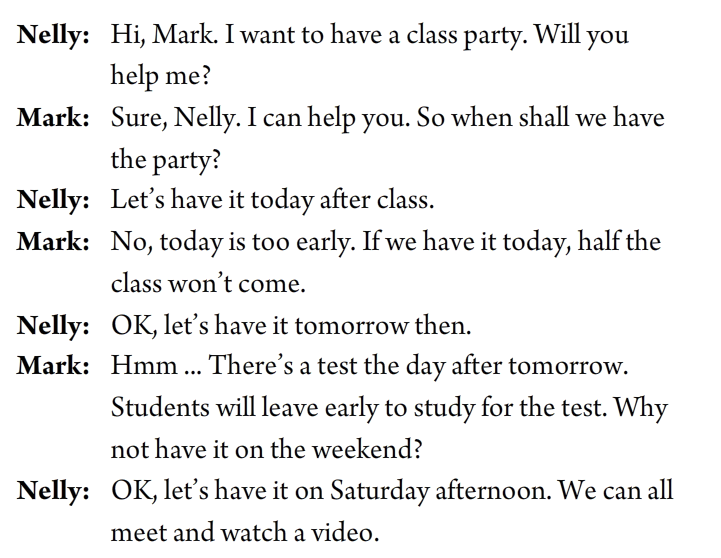 Nelly: Hi, Mark. I want to have a class party. Will you
help me?
Mark: Sure, Nelly. I can help you. So when shall we have
the party?
Nelly: Let’s have it today after class.
Mark: No, today is too early. If we have it today, half the
class won’t come.
Nelly: OK, let’s have it tomorrow then.
Mark: Hmm ... There’s a test the day after tomorrow.
Students will leave early to study for the test. Why
not have it on the weekend?
Nelly: OK, let’s have it on Saturday afternoon. We can all
meet and watch a video.